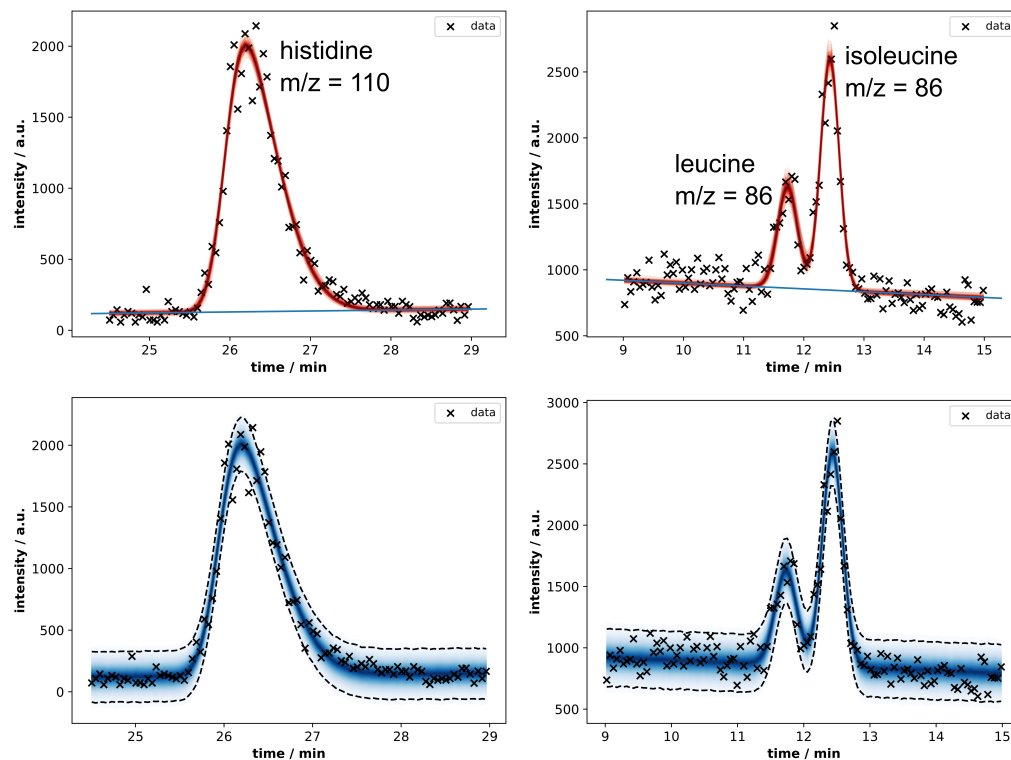 data
histidine
m/z = 110
2000
1500
1000
500
0
intensity / a.u.
25
26
27
28
29
time / min
data
isoleucine
m/z = 86
leucine
m/z = 86
2500
2000
1500
1000
500
intensity / a.u.
9
10
11
12
13
14
15
time / min
data
2000
1500
1000
500
0
intensity / a.u.
25
26
27
28
29
time / min
data
3000
2500
2000
1500
1000
500
intensity / a.u.
9
10
11
12
13
14
15
time / min